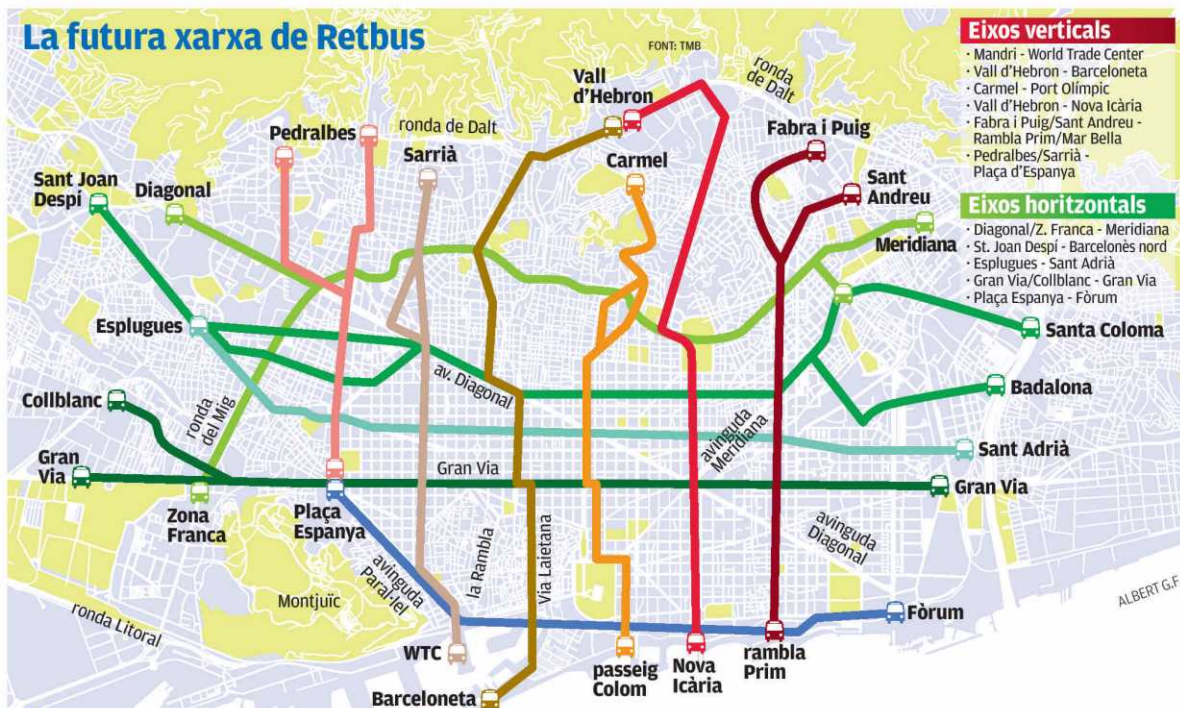 La futura xarxa de Retbus
FONT: TMB
Eixos verticals
· Mandri - World Trade Center
· Vall d'Hebron - Barceloneta
· Carmel - Port Olímpic
· Vall d'Hebron - Nova Icària
· Fabra i Puig/Sant Andreu -
Rambla Prim/Mar Bella
· Pedralbes/Sarrià -
Plaça d'Espanya
Eixos horitzontals
· Diagonal/Z. Franca - Meridiana
· St. Joan Despí - Barcelonès nord
· Esplugues - Sant Adrià
· Gran Via/Collblanc - Gran Via
· Plaça Espanya - Fòrum
ronda
de Dalt
Vall
d'Hebron
Pedralbes
ronda de Dalt
Sarrià
Carmel
Fabra i Puig
Sant Joan
Despí
Diagonal
Sant
Andreu
Meridiana
Esplugues
Santa Coloma
av. Diagonal
Collblanc
ronda
del Mig
Badalona
avinguda
Meridiana
Sant Adrià
Gran
Via
Gran Via
Gran Via
Zona
Franca
Plaça
Espanya
avinguda
Diagonal
avinguda
Paral·lel
la Rambla
Via Laietana
Montjuïc
ronda Litoral
Fòrum
ALBERT G.F
WTC
passeig
Colom
Nova
Icària
rambla
Prim
Barceloneta